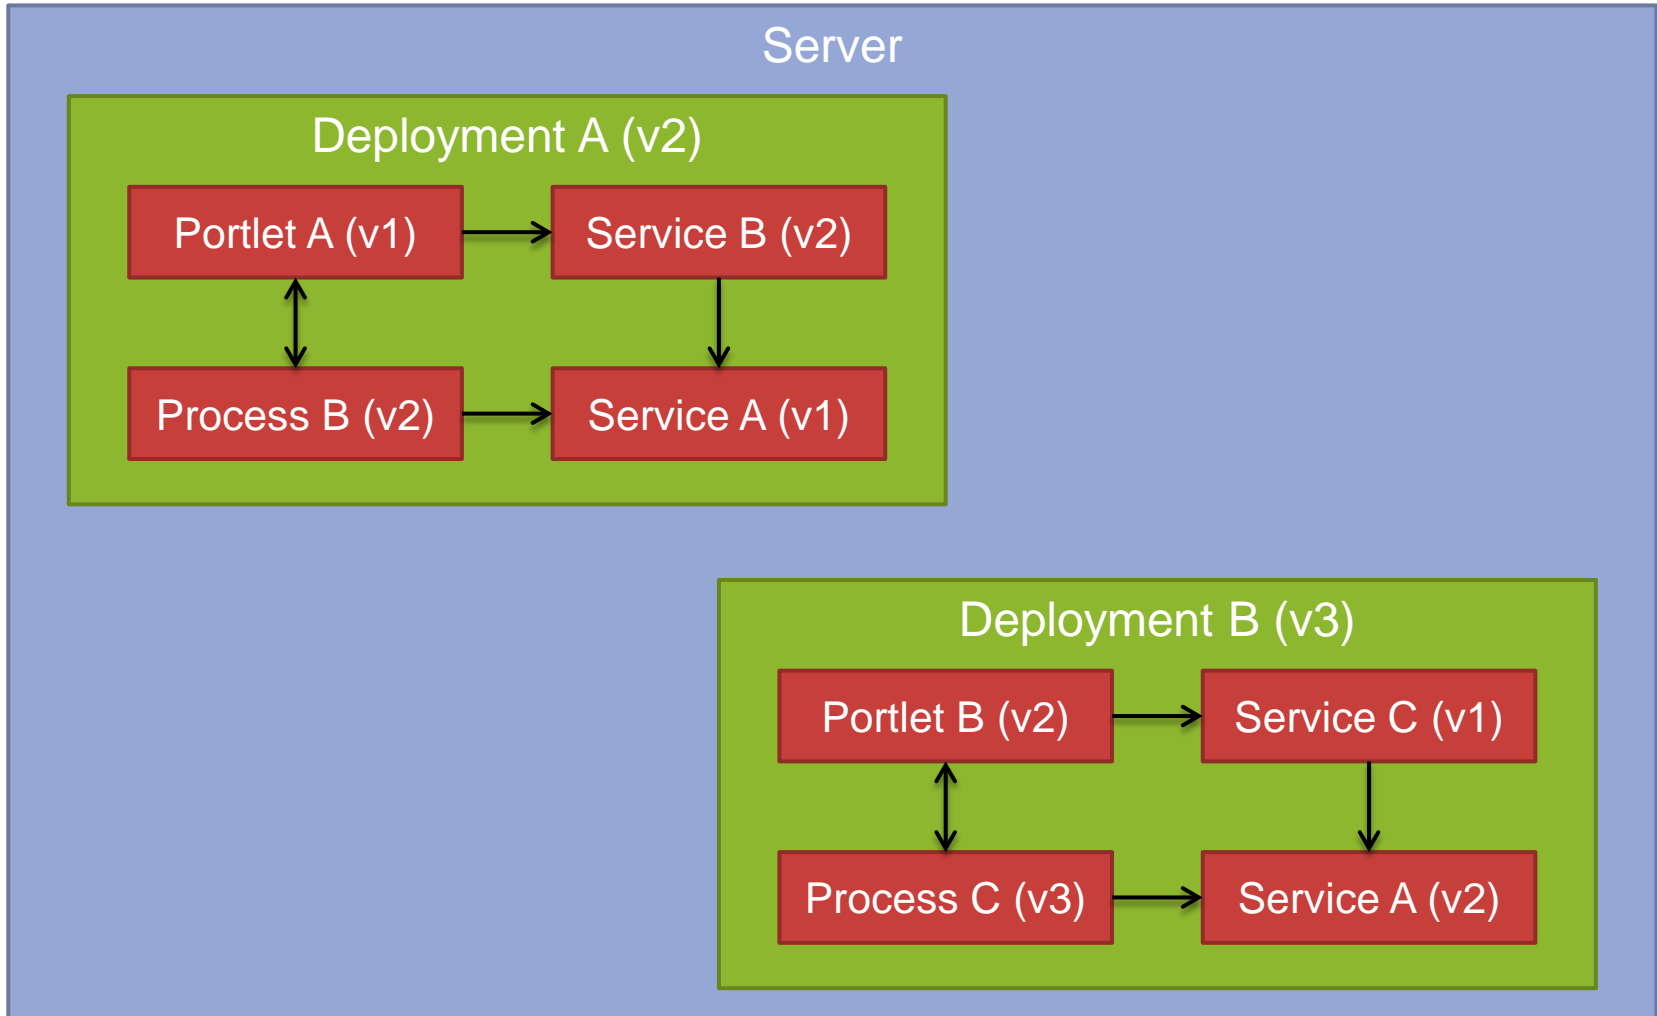 Server
Deployment A (v2)
Portlet A (v1)
Service B (v2)
Process B (v2)
Service A (v1)
Deployment B (v3)
Portlet B (v2)
Service C (v1)
Process C (v3)
Service A (v2)